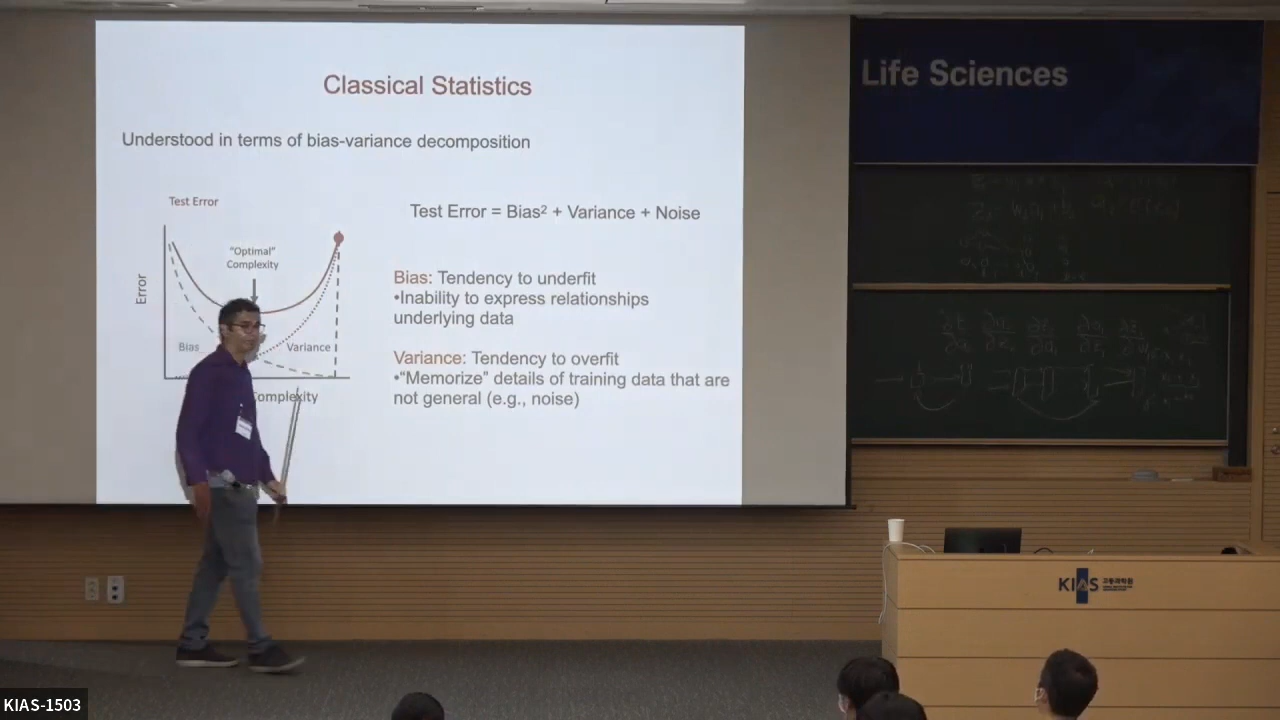 Classical Statistics
Understood in terms of bias-variance decomposition
Test Error
"Optimal"
Complexity
Error
Bias
Variance
Complexity
Test Error = Bias² + Variance + Noise
Bias: Tendency to underfit
•Inability to express relationships
underlying data
Variance: Tendency to overfit
•"Memorize" details of training data that are
not general (e.g., noise)
Life Sciences
KIAS 고등과학원
KIAS-1503